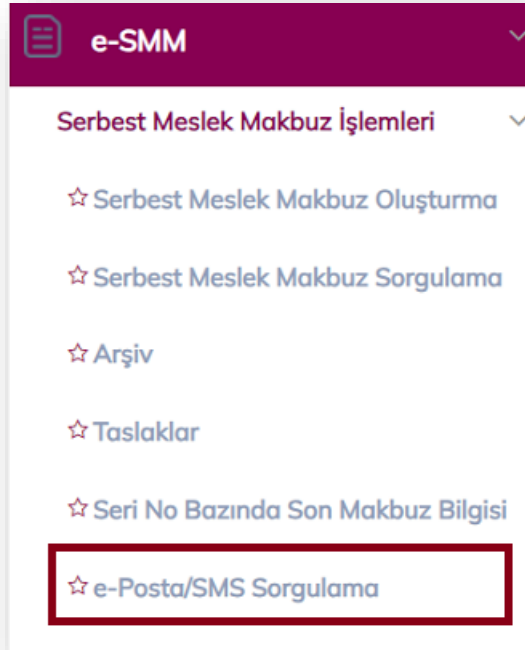 e-SMM
Serbest Meslek Makbuz İşlemleri
Serbest Meslek Makbuz Oluşturma
Serbest Meslek Makbuz Sorgulama
Arşiv
Taslaklar
Seri No Bazında Son Makbuz Bilgisi
e-Posta/SMS Sorgulama